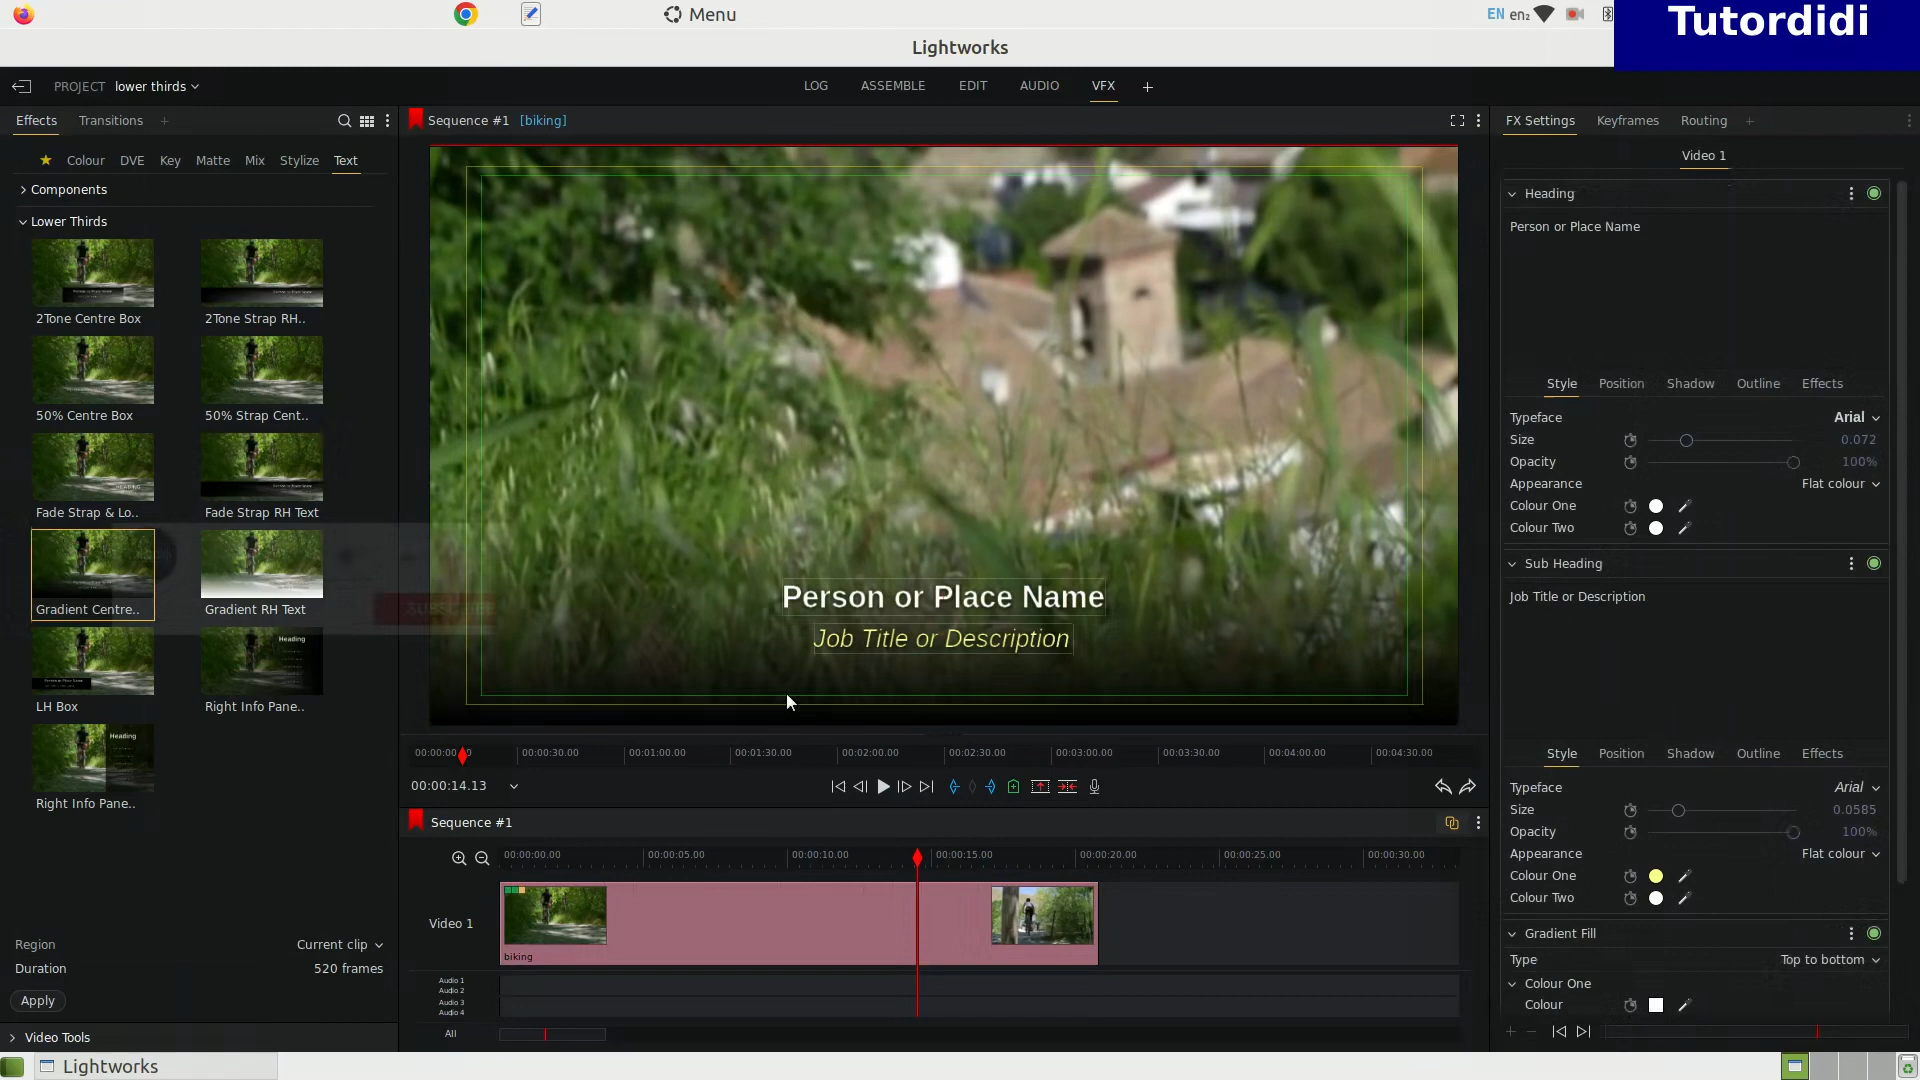 Menu
EN en₂
Tutordidi
Lightworks
PROJECT lower thirds
LOG ASSEMBLE EDIT AUDIO VFX +
Effects Transitions +
Sequence #1 [biking]
FX Settings Keyframes Routing +
Colour DVE Key Matte Mix Stylize Text
Video 1
Components
Lower Thirds
2Tone Centre Box 2Tone Strap RH..
50% Centre Box 50% Strap Cent..
Fade Strap & Lo.. Fade Strap RH Text
Gradient Centre.. Gradient RH Text
SUBSCRIBE
Heading
LH Box Right Info Pane..
Heading
Right Info Pane..
Region Current clip
Duration 520 frames
Apply
Video Tools
Person or Place Name
Job Title or Description
00:00:00 00:00:30.00 00:01:00.00 00:01:30.00 00:02:00.00 00:02:30.00 00:03:00.00 00:03:30.00 00:04:00.00 00:04:30.00
00:00:14.13
Sequence #1
00:00:00.00 00:00:05.00 00:00:10.00 00:00:15.00 00:00:20.00 00:00:25.00 00:00:30.00
Video 1
biking
Audio 1
Audio 2
Audio 3
Audio 4
All
Heading
Person or Place Name
Style Position Shadow Outline Effects
Typeface Arial
Size 0.072
Opacity 100%
Appearance Flat colour
Colour One
Colour Two
Sub Heading
Job Title or Description
Style Position Shadow Outline Effects
Typeface Arial
Size 0.0585
Opacity 100%
Appearance Flat colour
Colour One
Colour Two
Gradient Fill
Type Top to bottom
Colour One
Colour
Lightworks